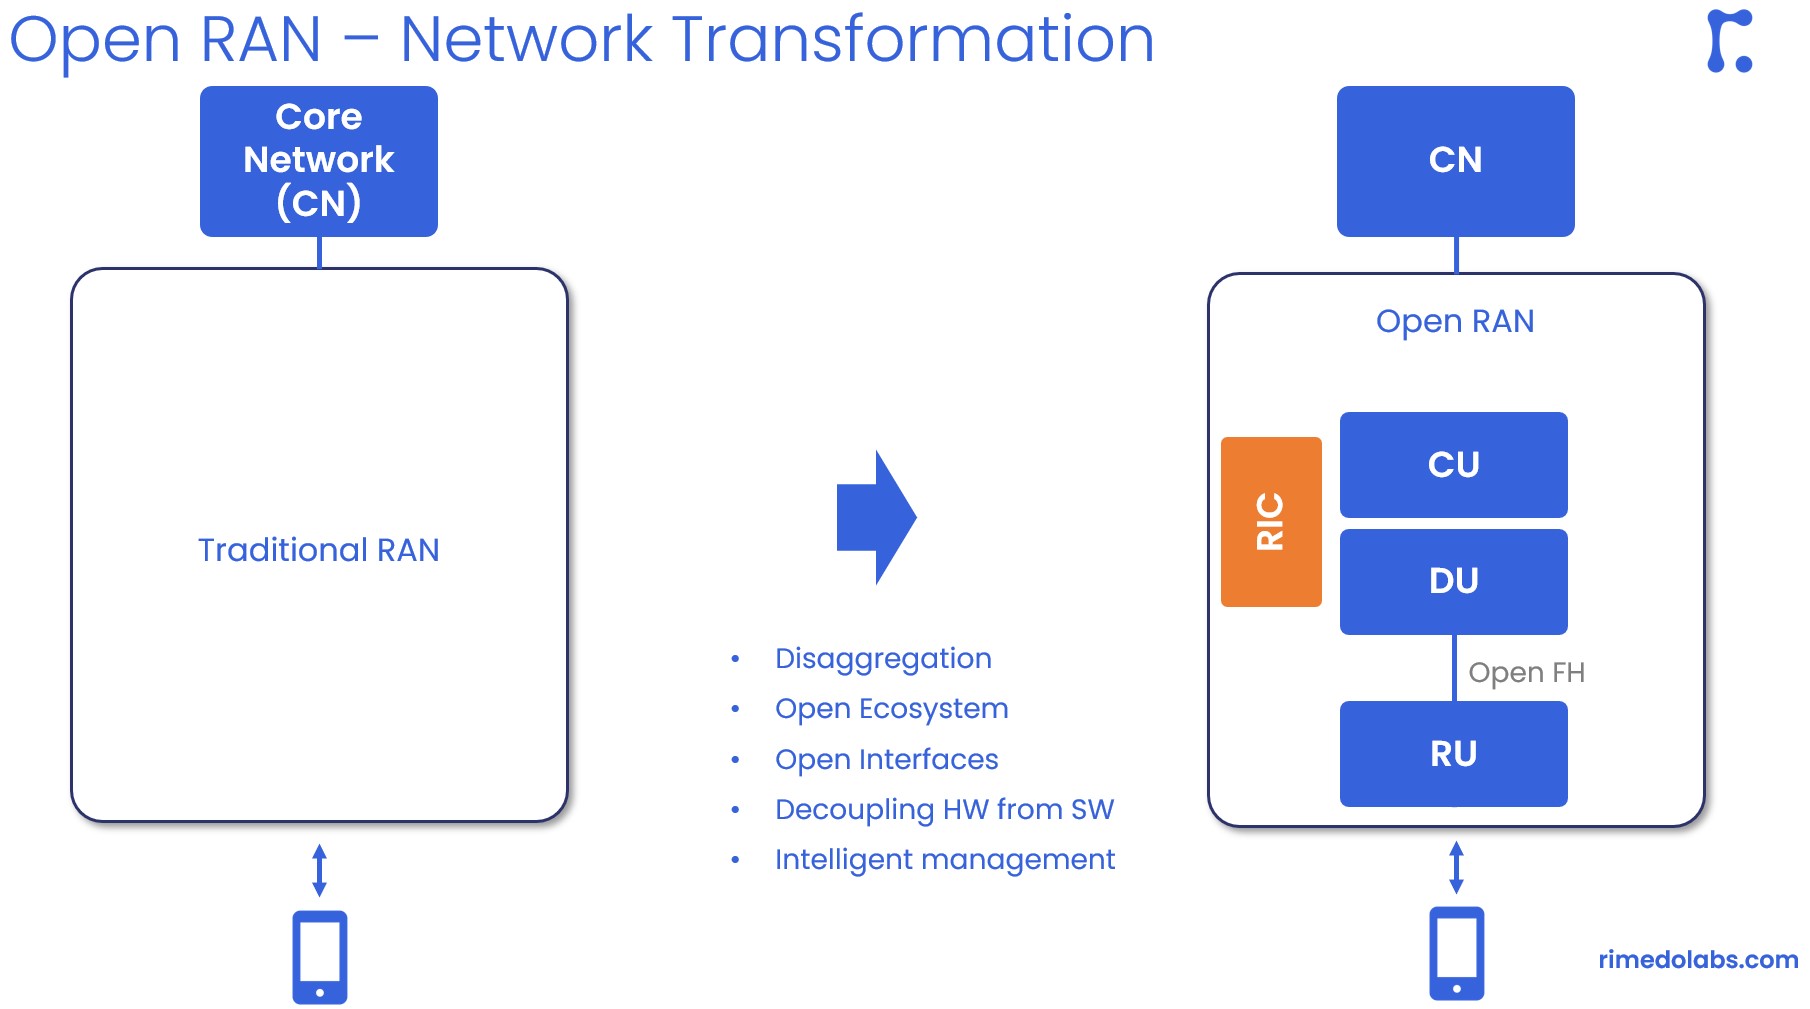 Open RAN – Network Transformation
Core
Network
(CN)
Traditional RAN
• Disaggregation
• Open Ecosystem
• Open Interfaces
• Decoupling HW from SW
• Intelligent management
CN
Open RAN
RIC
CU
DU
Open FH
RU
rimedolabs.com